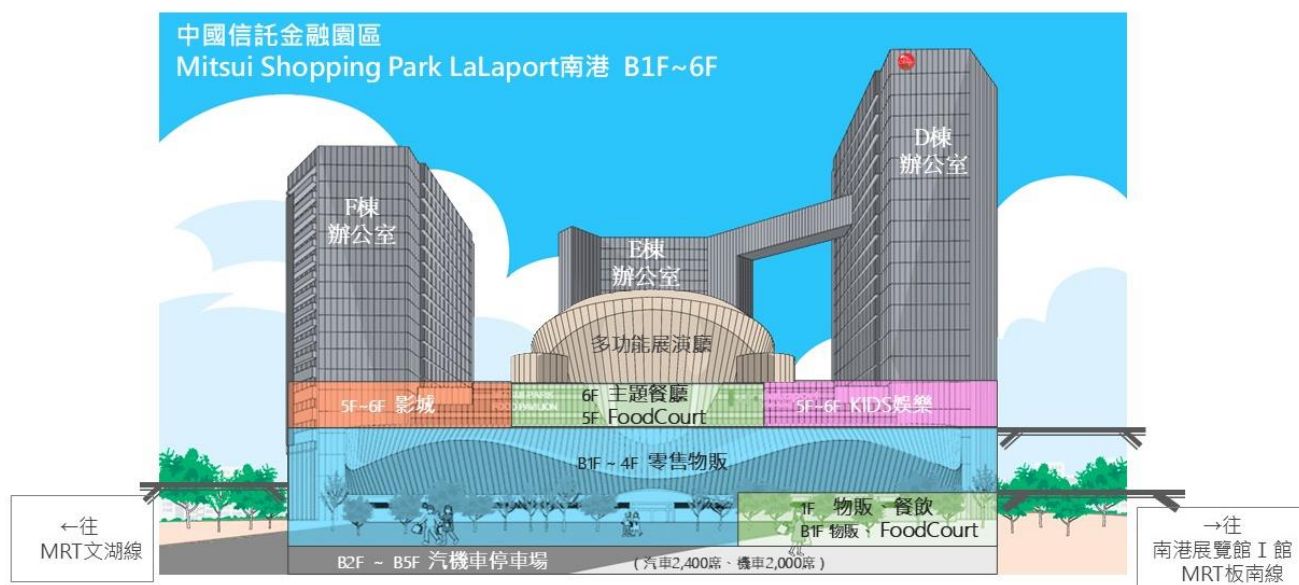 中國信託金融園區
Mitsui Shopping Park LaLaport南港 B1F~6F
D棟
辦公室
F棟
辦公室
E棟
辦公室
多功能展演廳
5F~6F 影城
6F 主題餐廳
5F FoodCourt
5F~6F KIDS娛樂
B1F ~ 4F 零售物販
1F 物販、餐飲
B1F 物販、FoodCourt
B2F ~ B5F 汽機車停車場
(汽車2,400席、機車2,000席)
←往
MRT文湖線
→往
南港展覽館 I 館
MRT板南線